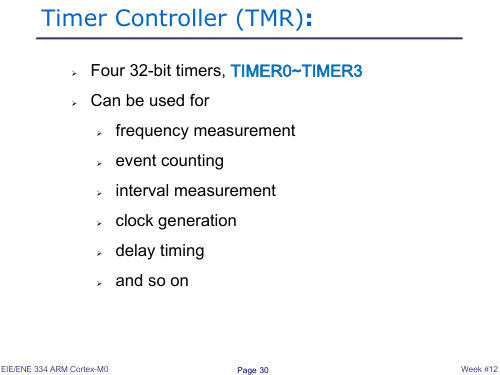 Timer Controller (TMR):
Four 32-bit timers, TIMER0~TIMER3
Can be used for
frequency measurement
event counting
interval measurement
clock generation
delay timing
and so on
EIE/ENE 334 ARM Cortex-M0 Page 30 Week #12